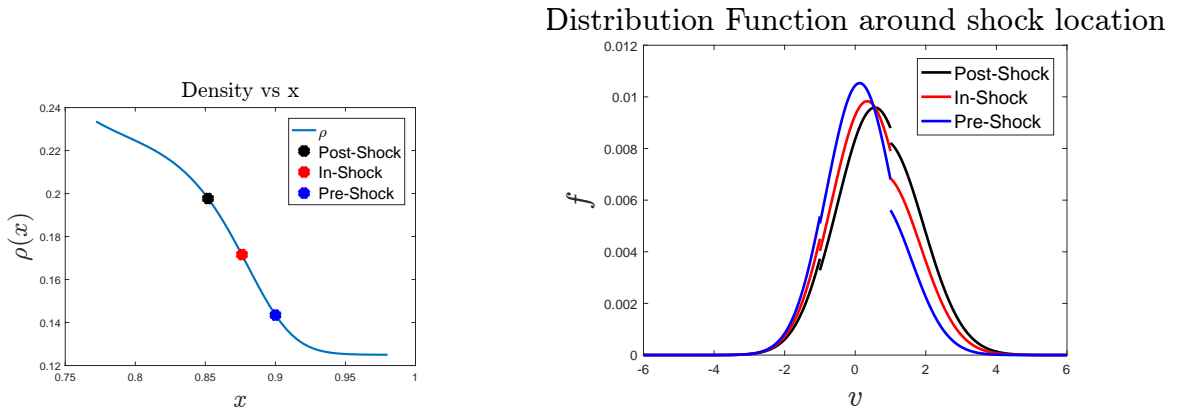 Density vs x
0.24
0.22
0.2
0.18
0.16
0.14
0.12
0.75
0.8
0.85
0.9
0.95
1
ρ(x)
x
ρ
Post-Shock
In-Shock
Pre-Shock
Distribution Function around shock location
0.012
0.01
0.008
0.006
0.004
0.002
0
-6
-4
-2
0
2
4
6
f
v
Post-Shock
In-Shock
Pre-Shock